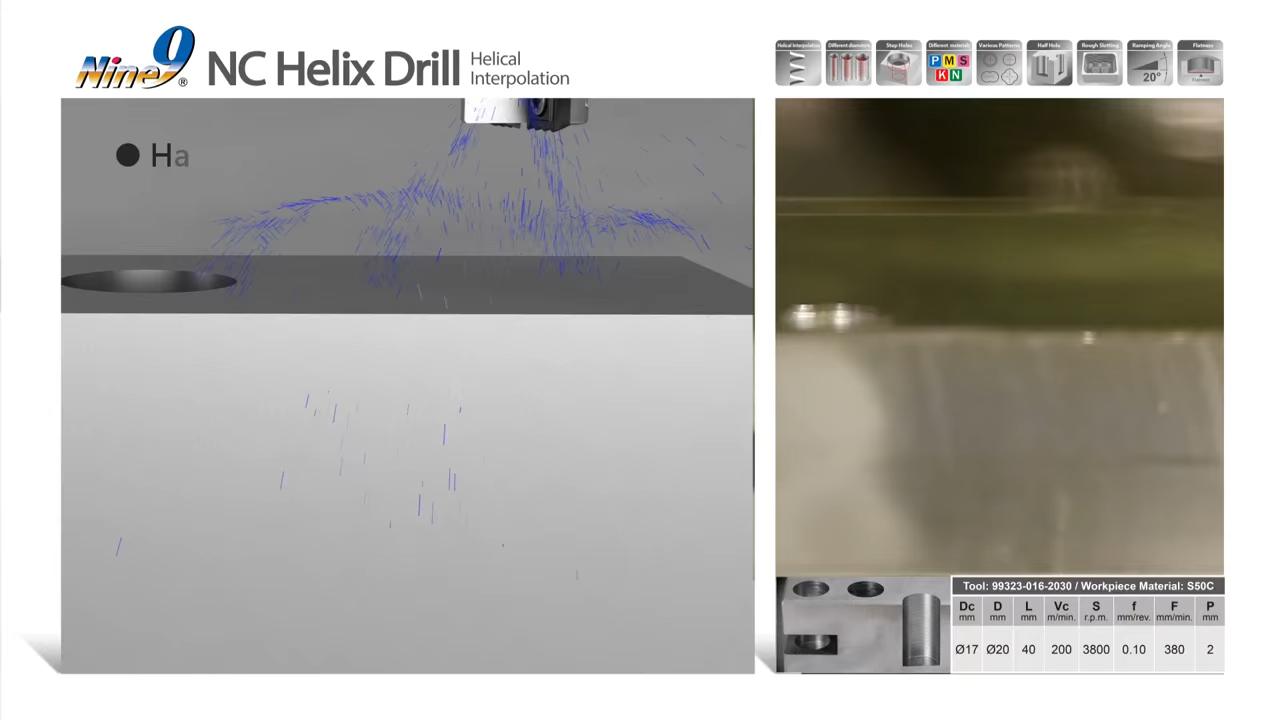 Nine9®
NC Helix Drill
Helical
Interpolation
Helical Interpolation
Different diameters
Step Holes
Different materials
P M S
K N
Various Patterns
Half Hole
Rough Slotting
Ramping Angle
20°
Flatness
Flatness
Ha
Tool: 99323-016-2030 / Workpiece Material: S50C
Dc D L Vc S f F P
mm mm mm m/min. r.p.m. mm/rev. mm/min. mm
Ø17 Ø20 40 200 3800 0.10 380 2